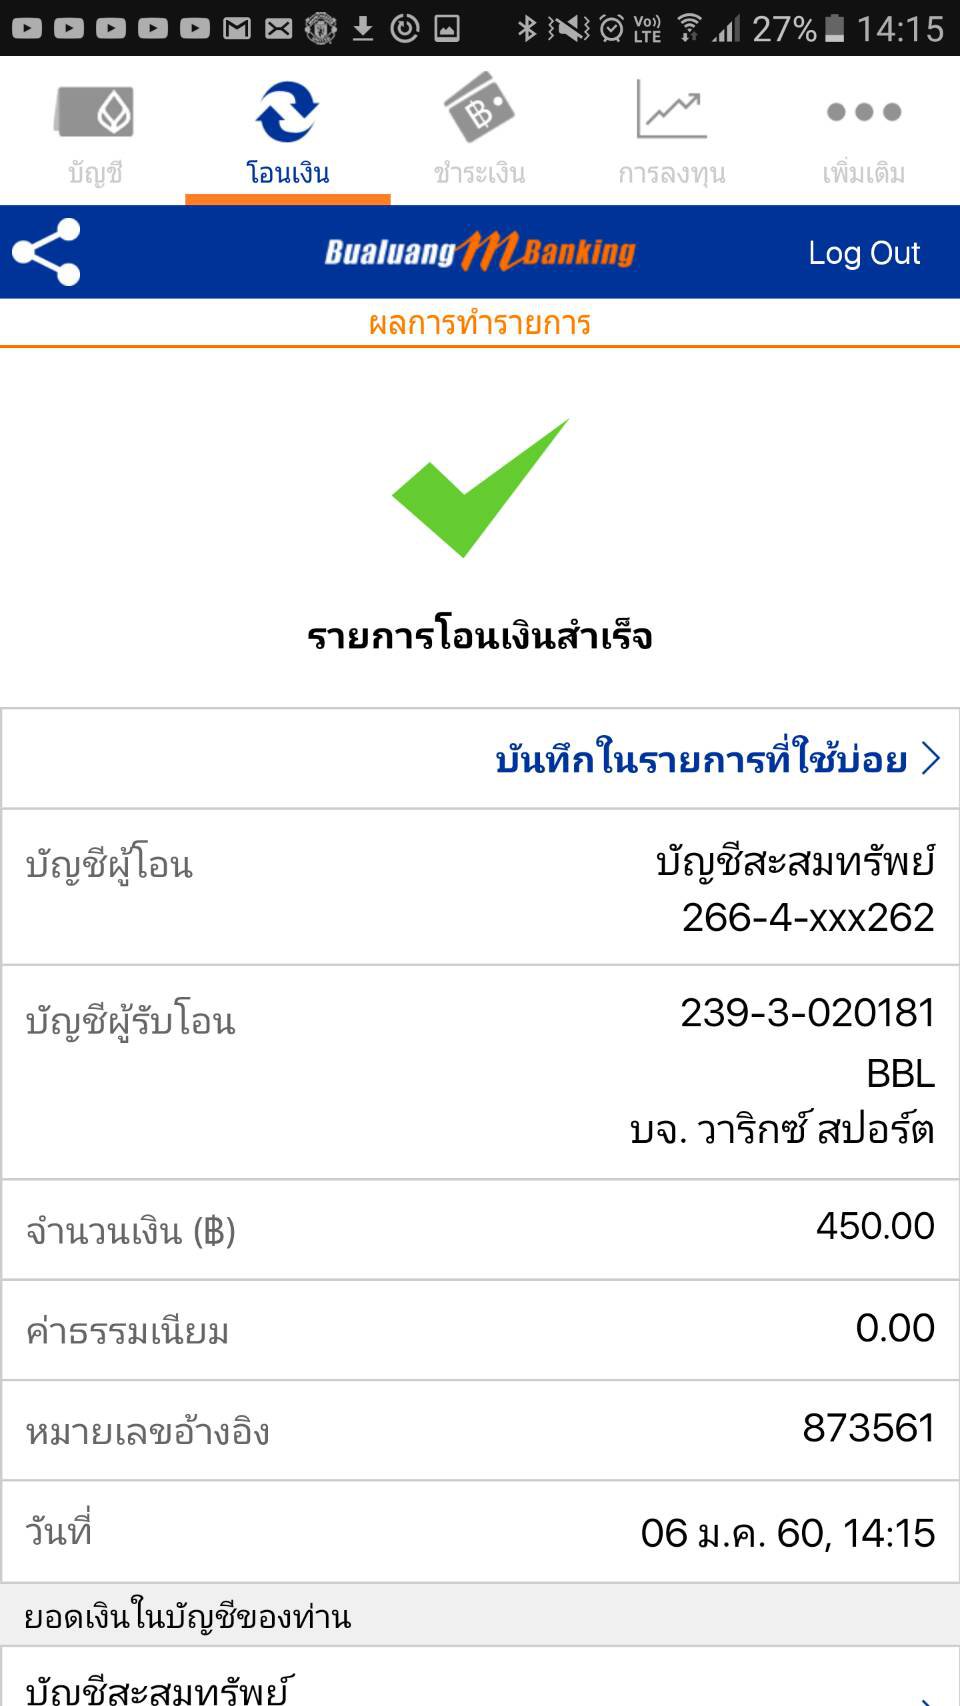 Vo)) LTE 27% 14:15
บัญชี โอนเงิน ชำระเงิน การลงทุน เพิ่มเติม
Bualuang mBanking Log Out
ผลการทำรายการ
รายการโอนเงินสำเร็จ
บันทึกในรายการที่ใช้บ่อย
บัญชีผู้โอน บัญชีสะสมทรัพย์
266-4-xxx262
บัญชีผู้รับโอน 239-3-020181
BBL
บจ. วาริกซ์ สปอร์ต
จำนวนเงิน (฿) 450.00
ค่าธรรมเนียม 0.00
หมายเลขอ้างอิง 873561
วันที่ 06 ม.ค. 60, 14:15
ยอดเงินในบัญชีของท่าน
บัญชีสะสมทรัพย์